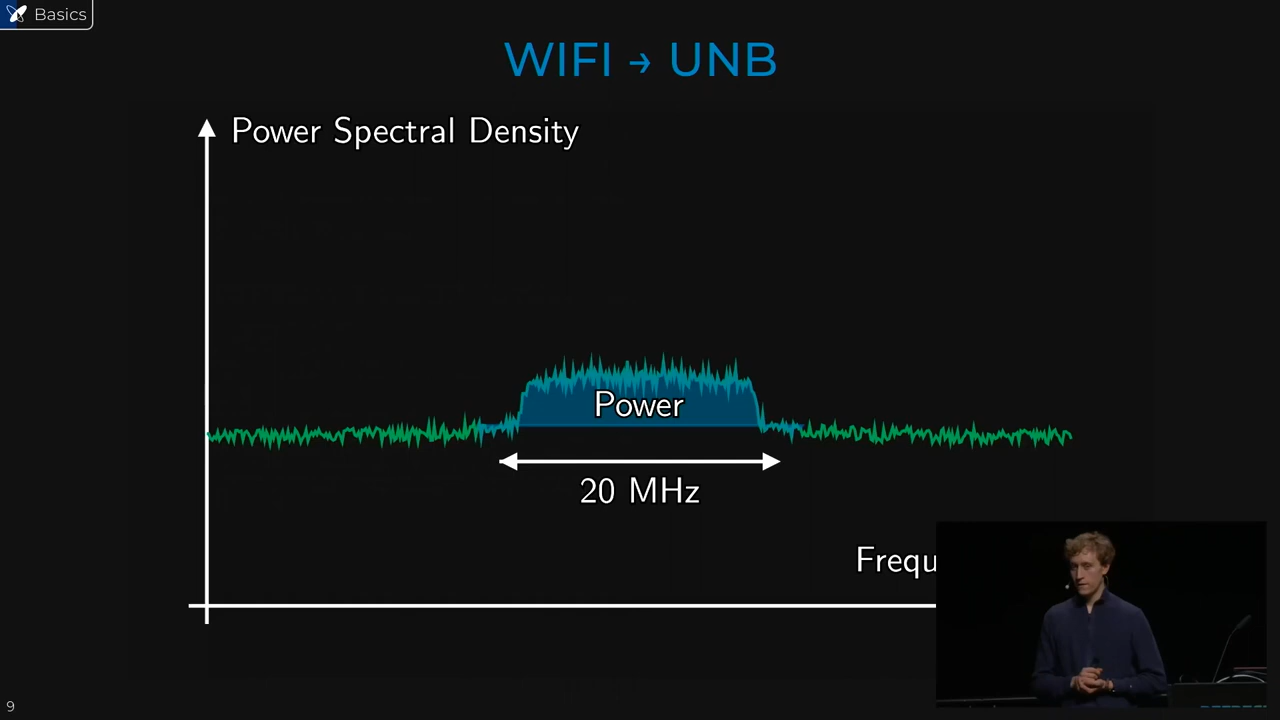 Basics
WIFI → UNB
Power Spectral Density
Power
20 MHz
Frequ
9